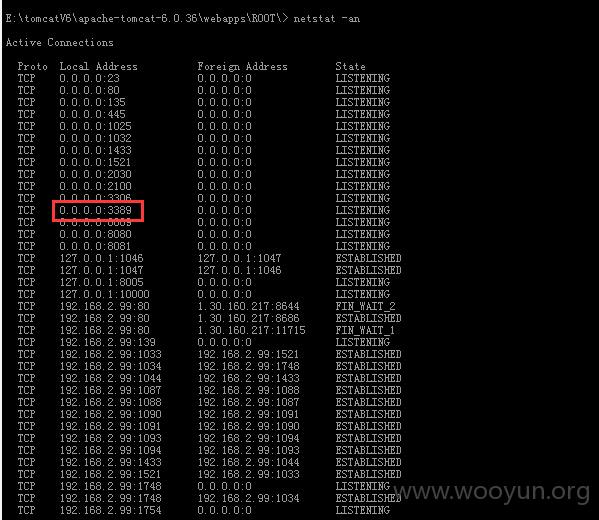 E:\tomcatV6\apache-tomcat-6.0.36\webapps\ROOT\> netstat -an
Active Connections
Proto Local Address Foreign Address State
TCP 0.0.0.0:23 0.0.0.0:0 LISTENING
TCP 0.0.0.0:80 0.0.0.0:0 LISTENING
TCP 0.0.0.0:135 0.0.0.0:0 LISTENING
TCP 0.0.0.0:445 0.0.0.0:0 LISTENING
TCP 0.0.0.0:1025 0.0.0.0:0 LISTENING
TCP 0.0.0.0:1032 0.0.0.0:0 LISTENING
TCP 0.0.0.0:1433 0.0.0.0:0 LISTENING
TCP 0.0.0.0:1521 0.0.0.0:0 LISTENING
TCP 0.0.0.0:2030 0.0.0.0:0 LISTENING
TCP 0.0.0.0:2100 0.0.0.0:0 LISTENING
TCP 0.0.0.0:3306 0.0.0.0:0 LISTENING
TCP 0.0.0.0:3389 0.0.0.0:0 LISTENING
TCP 0.0.0.0:8009 0.0.0.0:0 LISTENING
TCP 0.0.0.0:8080 0.0.0.0:0 LISTENING
TCP 0.0.0.0:8081 0.0.0.0:0 LISTENING
TCP 127.0.0.1:1046 127.0.0.1:1047 ESTABLISHED
TCP 127.0.0.1:1047 127.0.0.1:1046 ESTABLISHED
TCP 127.0.0.1:8005 0.0.0.0:0 LISTENING
TCP 127.0.0.1:10000 0.0.0.0:0 LISTENING
TCP 192.168.2.99:80 1.30.160.217:8644 FIN_WAIT_2
TCP 192.168.2.99:80 1.30.160.217:8686 ESTABLISHED
TCP 192.168.2.99:80 1.30.160.217:11715 FIN_WAIT_1
TCP 192.168.2.99:139 0.0.0.0:0 LISTENING
TCP 192.168.2.99:1033 192.168.2.99:1521 ESTABLISHED
TCP 192.168.2.99:1034 192.168.2.99:1748 ESTABLISHED
TCP 192.168.2.99:1044 192.168.2.99:1433 ESTABLISHED
TCP 192.168.2.99:1087 192.168.2.99:1088 ESTABLISHED
TCP 192.168.2.99:1088 192.168.2.99:1087 ESTABLISHED
TCP 192.168.2.99:1090 192.168.2.99:1091 ESTABLISHED
TCP 192.168.2.99:1091 192.168.2.99:1090 ESTABLISHED
TCP 192.168.2.99:1093 192.168.2.99:1094 ESTABLISHED
TCP 192.168.2.99:1094 192.168.2.99:1093 ESTABLISHED
TCP 192.168.2.99:1433 192.168.2.99:1044 ESTABLISHED
TCP 192.168.2.99:1521 192.168.2.99:1033 ESTABLISHED
TCP 192.168.2.99:1748 0.0.0.0:0 LISTENING
TCP 192.168.2.99:1748 192.168.2.99:1034 ESTABLISHED
TCP 192.168.2.99:1754 0.0.0.0:0 LISTENING
www.wooyun.org